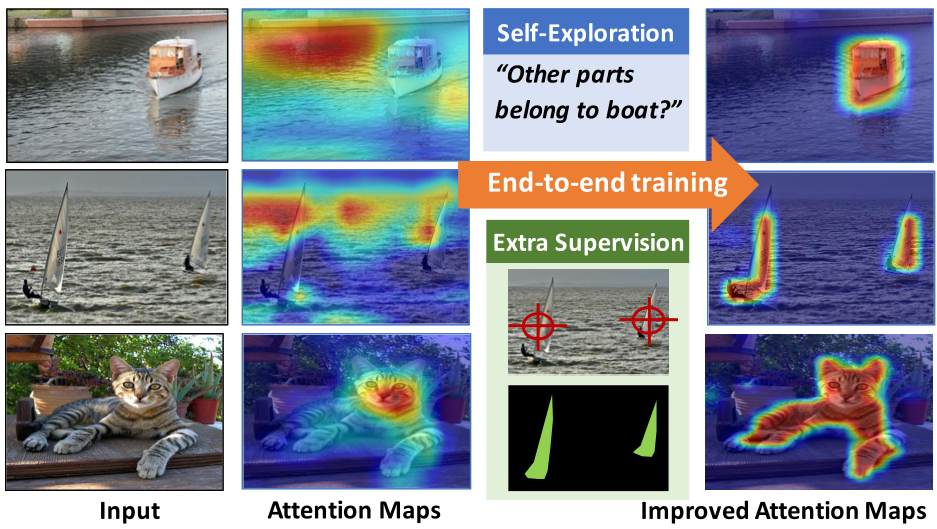 Self-Exploration
“Other parts
belong to boat?”
End-to-end training
Extra Supervision
Input
Attention Maps
Improved Attention Maps